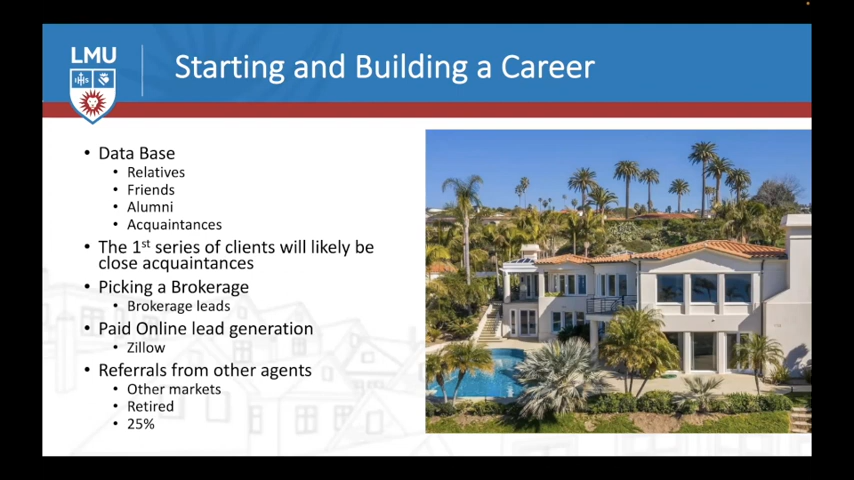 LMU
IHS
Starting and Building a Career
• Data Base
• Relatives
• Friends
• Alumni
• Acquaintances
• The 1st series of clients will likely be
close acquaintances
• Picking a Brokerage
• Brokerage leads
• Paid Online lead generation
• Zillow
• Referrals from other agents
• Other markets
• Retired
• 25%